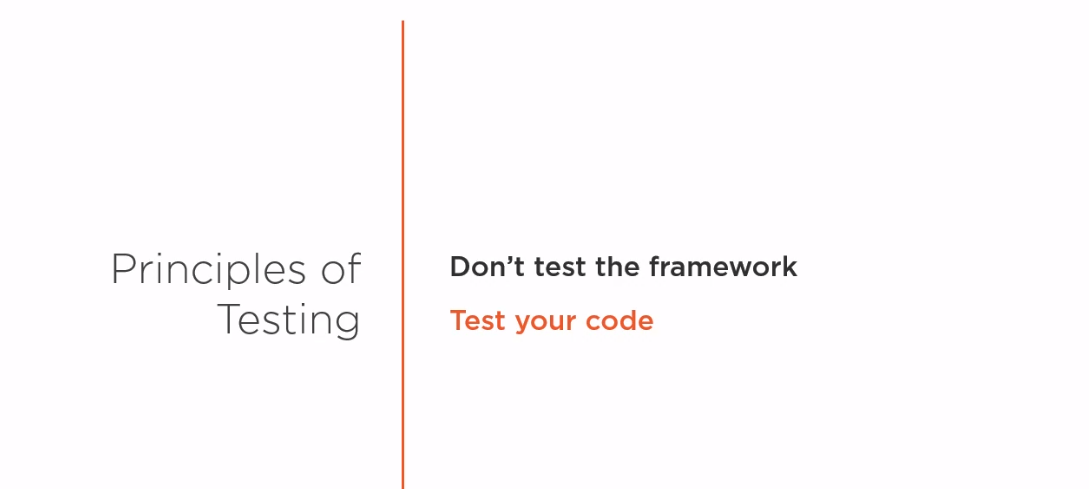 Principles of
Testing
Don’t test the framework
Test your code